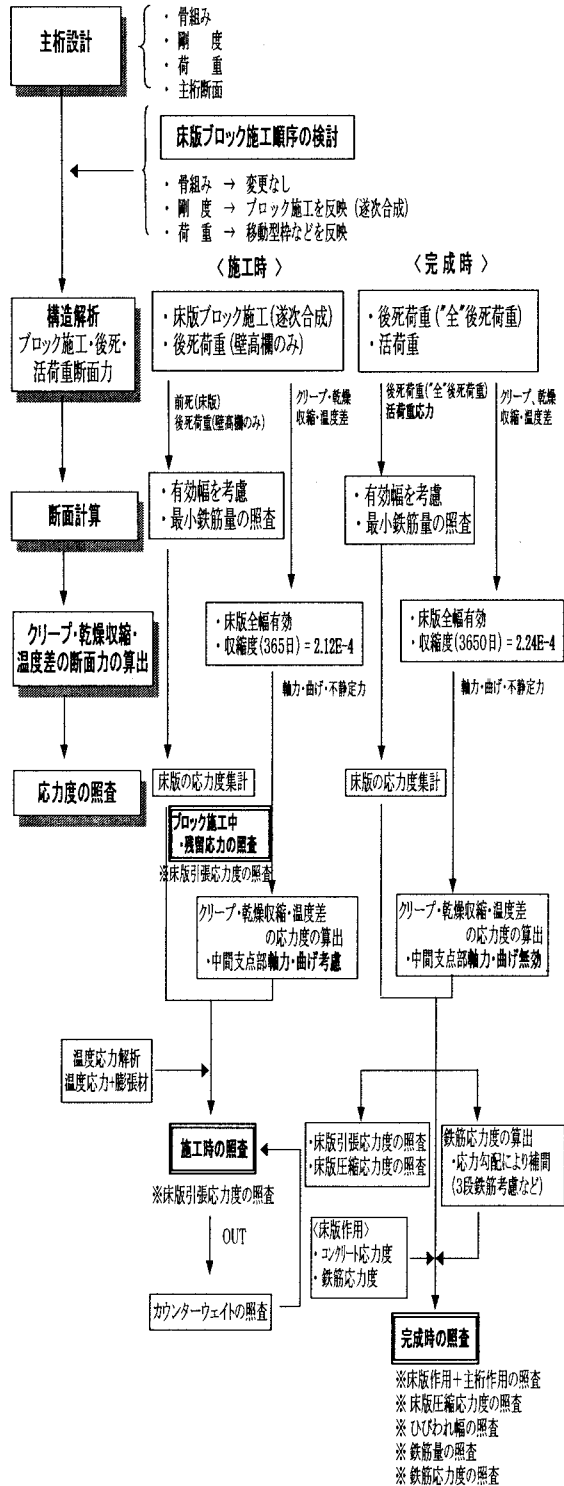 主桁設計
・ 骨組み
・ 剛　度
・ 荷　重
・ 主桁断面
床版ブロック施工順序の検討
・ 骨組み → 変更なし
・ 剛　度 → ブロック施工を反映 (遂次合成)
・ 荷　重 → 移動型枠などを反映
〈 施工時 〉
〈 完成時 〉
構造解析
ブロック施工・後死・
活荷重断面力
・床版ブロック施工(遂次合成)
・後死荷重(壁高欄のみ)
・後死荷重("全"後死荷重)
・活荷重
前死(床版)
後死荷重(壁高欄のみ)
クリープ・乾燥
収縮・温度差
後死荷重("全"後死荷重)
活荷重応力
クリープ、乾燥
収縮・温度差
断面計算
・有効幅を考慮
・最小鉄筋量の照査
・有効幅を考慮
・最小鉄筋量の照査
クリープ・乾燥収縮・
温度差の断面力の算出
・床版全幅有効
・収縮度(365日)＝2.12E-4
・床版全幅有効
・収縮度(3650日)＝2.24E-4
軸力・曲げ・不静定力
軸力・曲げ・不静定力
応力度の照査
床版の応力度集計
床版の応力度集計
ブロック施工中
・残留応力の照査
※床版引張応力度の照査
クリープ・乾燥収縮・温度差
の応力度の算出
・中間支点部軸力・曲げ考慮
クリープ・乾燥収縮・温度差
の応力度の算出
・中間支点部軸力・曲げ無効
温度応力解析
温度応力+膨張材
施工時の照査
※床版引張応力度の照査
OUT
カウンターウェイトの照査
・床版引張応力度の照査
・床版圧縮応力度の照査
鉄筋応力度の算出
・応力勾配により補間
(3段鉄筋考慮など)
〈床版作用〉
・コンクリート応力度
・鉄筋応力度
完成時の照査
※床版作用＋主桁作用の照査
※ 床版圧縮応力度の照査
※ ひびわれ幅の照査
※ 鉄筋量の照査
※ 鉄筋応力度の照査